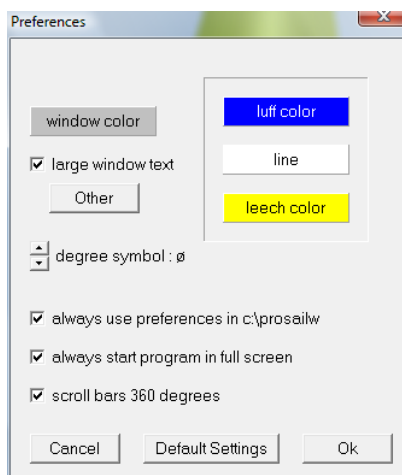 Preferences
window color
luff color
large window text
line
Other
leech color
degree symbol : ø
always use preferences in c:\prosailw
always start program in full screen
scroll bars 360 degrees
Cancel
Default Settings
Ok